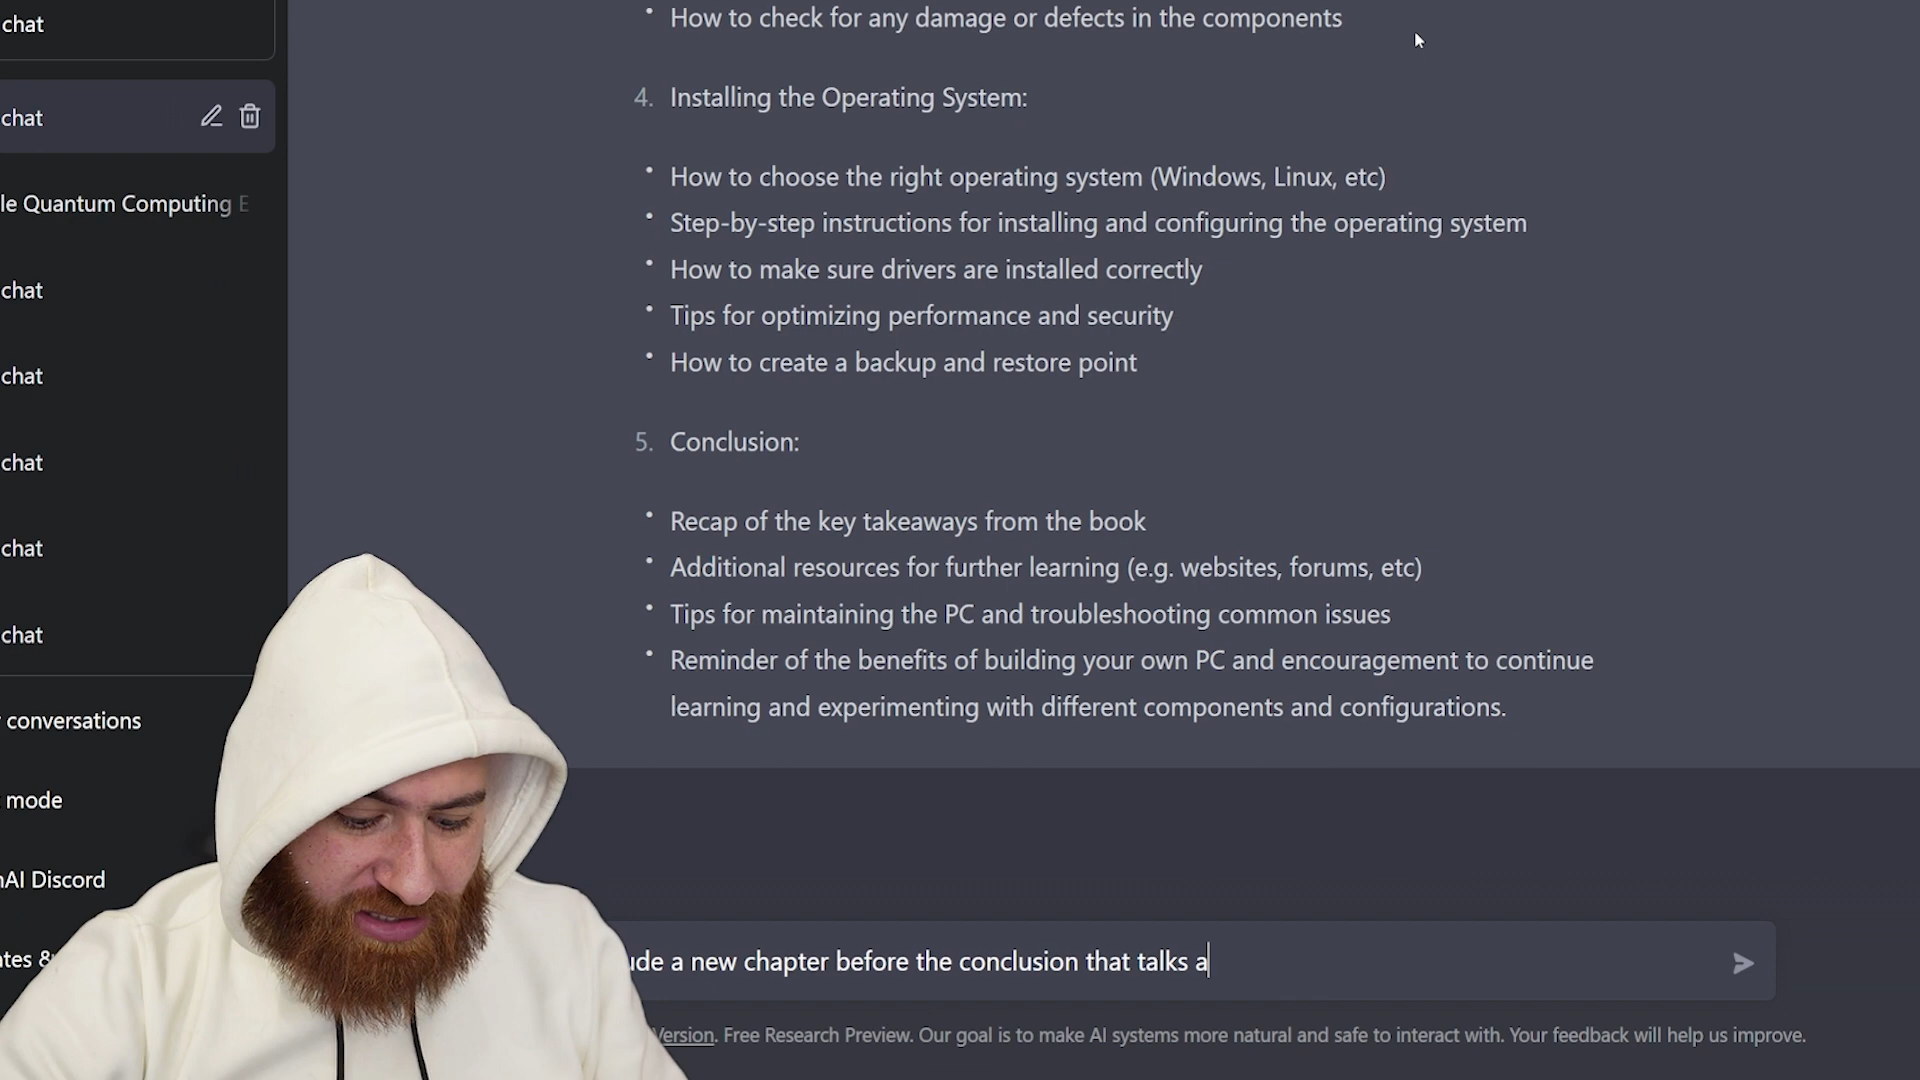 chat
chat
le Quantum Computing E
chat
chat
chat
chat
chat
conversations
mode
AI Discord
ates &
How to check for any damage or defects in the components
4. Installing the Operating System:
How to choose the right operating system (Windows, Linux, etc)
Step-by-step instructions for installing and configuring the operating system
How to make sure drivers are installed correctly
Tips for optimizing performance and security
How to create a backup and restore point
5. Conclusion:
Recap of the key takeaways from the book
Additional resources for further learning (e.g. websites, forums, etc)
Tips for maintaining the PC and troubleshooting common issues
Reminder of the benefits of building your own PC and encouragement to continue
learning and experimenting with different components and configurations.
ude a new chapter before the conclusion that talks a
Version. Free Research Preview. Our goal is to make AI systems more natural and safe to interact with. Your feedback will help us improve.